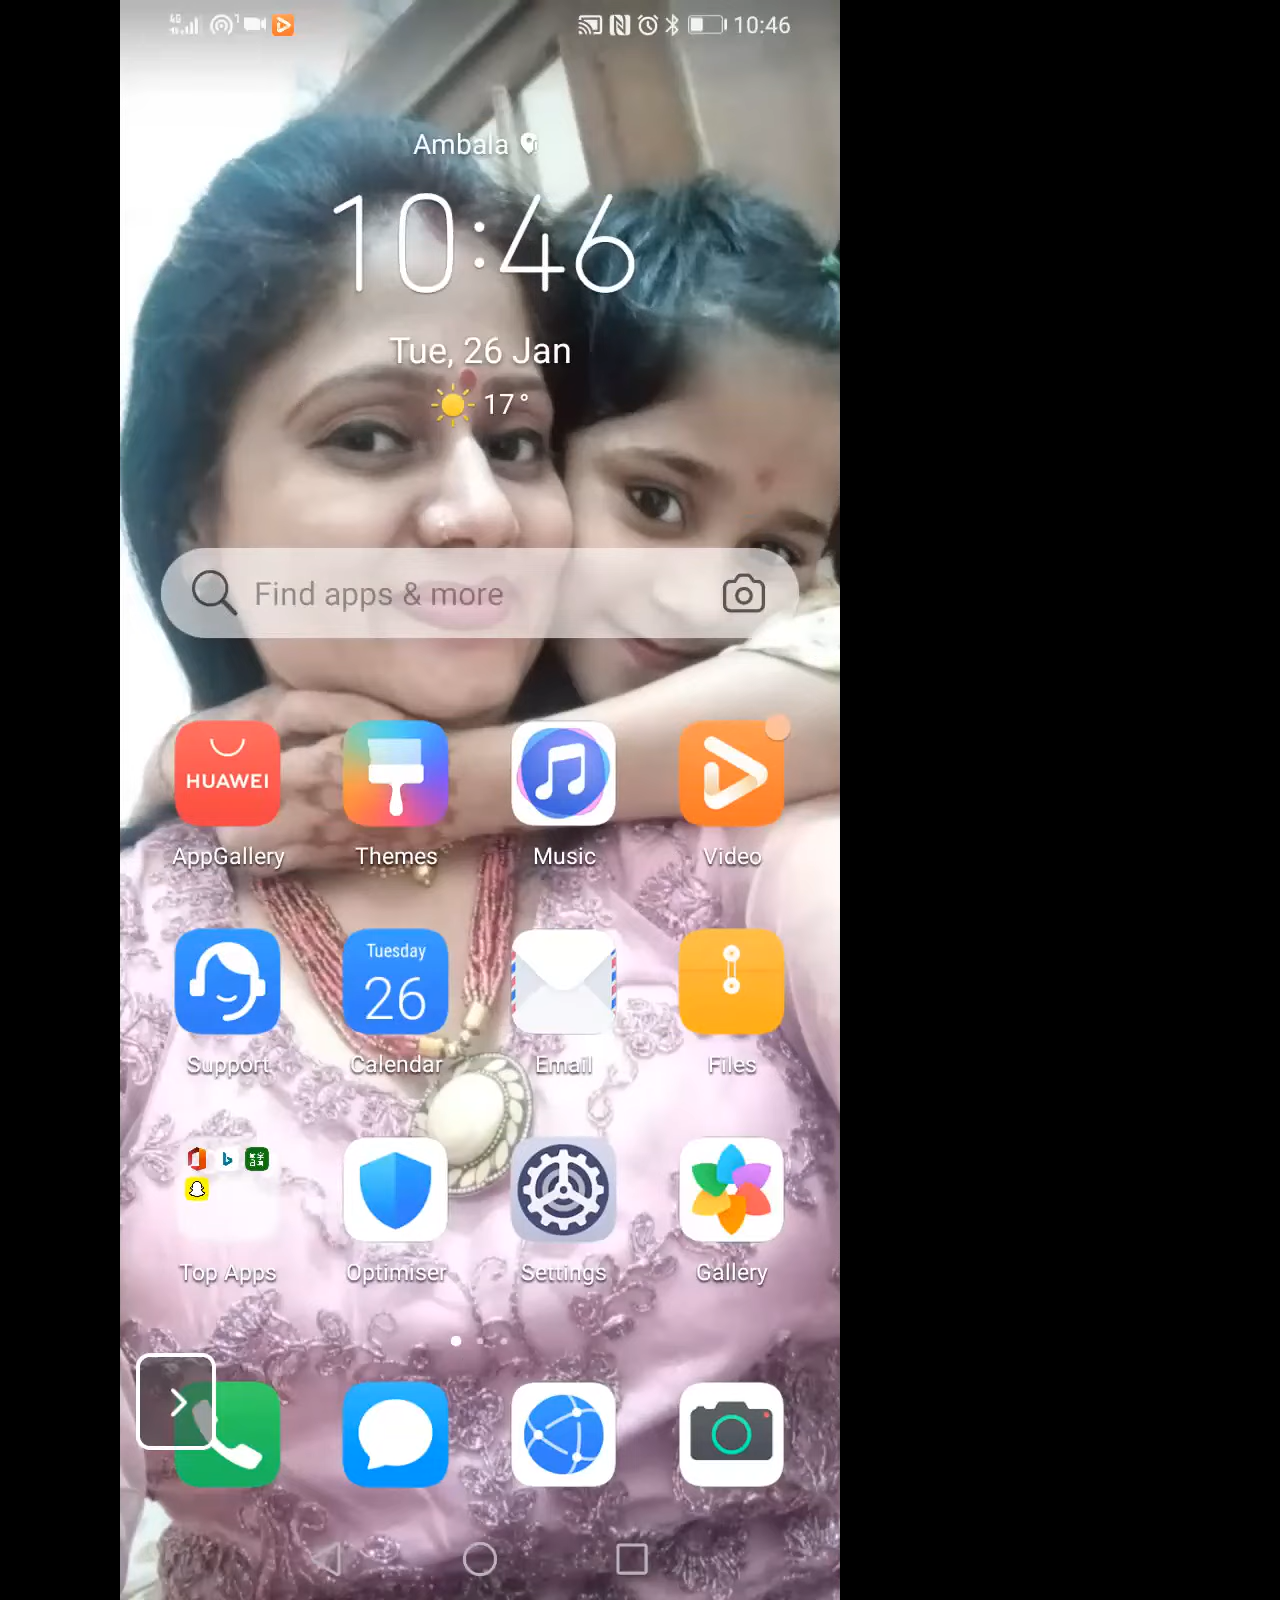 4G
10:46
Ambala
10:46
Tue, 26 Jan
17°
Find apps & more
HUAWEI
AppGallery Themes Music Video
Tuesday
26
Support Calendar Email Files
Top Apps Optimiser Settings Gallery